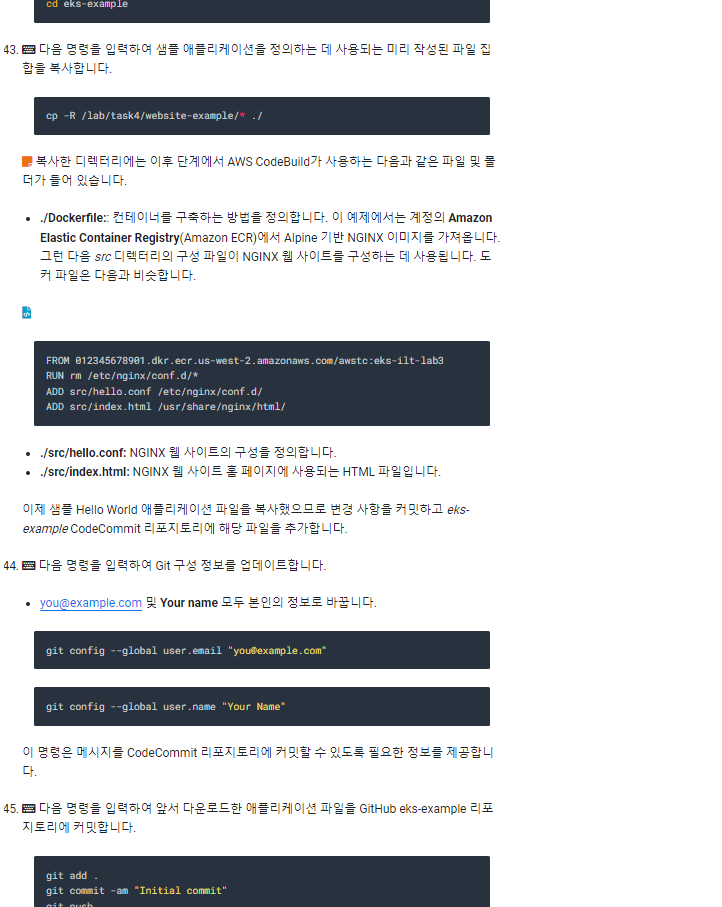 cd eks-example
43. 다음 명령을 입력하여 샘플 애플리케이션을 정의하는 데 사용되는 미리 작성된 파일 집
합을 복사합니다.
cp -R /lab/task4/website-example/* ./
복사한 디렉터리에는 이후 단계에서 AWS CodeBuild가 사용하는 다음과 같은 파일 및 폴
더가 들어 있습니다.
• ./Dockerfile:: 컨테이너를 구축하는 방법을 정의합니다. 이 예제에서는 계정의 Amazon
Elastic Container Registry(Amazon ECR)에서 Alpine 기반 NGINX 이미지를 가져옵니다.
그런 다음 src 디렉터리의 구성 파일이 NGINX 웹 사이트를 구성하는 데 사용됩니다. 도
커 파일은 다음과 비슷합니다.
FROM 012345678901.dkr.ecr.us-west-2.amazonaws.com/awstc:eks-ilt-lab3
RUN rm /etc/nginx/conf.d/*
ADD src/hello.conf /etc/nginx/conf.d/
ADD src/index.html /usr/share/nginx/html/
• ./src/hello.conf: NGINX 웹 사이트의 구성을 정의합니다.
• ./src/index.html: NGINX 웹 사이트 홈 페이지에 사용되는 HTML 파일입니다.
이제 샘플 Hello World 애플리케이션 파일을 복사했으므로 변경 사항을 커밋하고 eks-
example CodeCommit 리포지토리에 해당 파일을 추가합니다.
44. 다음 명령을 입력하여 Git 구성 정보를 업데이트합니다.
• you@example.com 및 Your name 모두 본인의 정보로 바꿉니다.
git config --global user.email "you@example.com"
git config --global user.name "Your Name"
이 명령은 메시지를 CodeCommit 리포지토리에 커밋할 수 있도록 필요한 정보를 제공합니
다.
45. 다음 명령을 입력하여 앞서 다운로드한 애플리케이션 파일을 GitHub eks-example 리포
지토리에 커밋합니다.
git add .
git commit -am "Initial commit"
git push